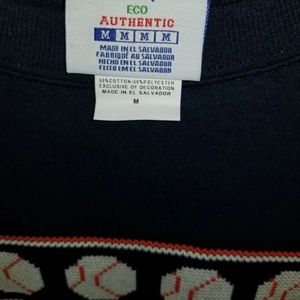 ECO
AUTHENTIC
M M M M
MADE IN EL SALVADOR
FABRIQUÉ AU SALVADOR
HECHO EN EL SALVADOR
FEITO EM EL SALVADOR
50% COTTON/50% POLYESTER
EXCLUSIVE OF DECORATION
MADE IN EL SALVADOR
M